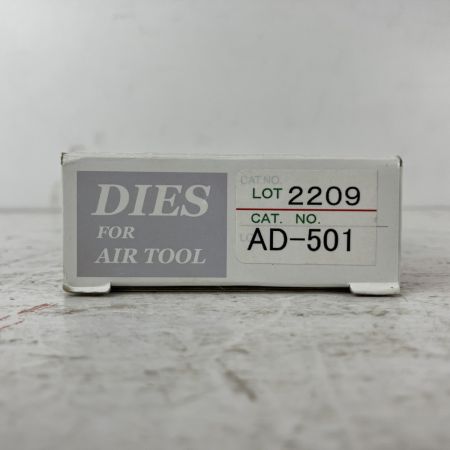 DIES
FOR
AIR TOOL
CAT.NO.
LOT 2209
CAT. NO.
AD-501